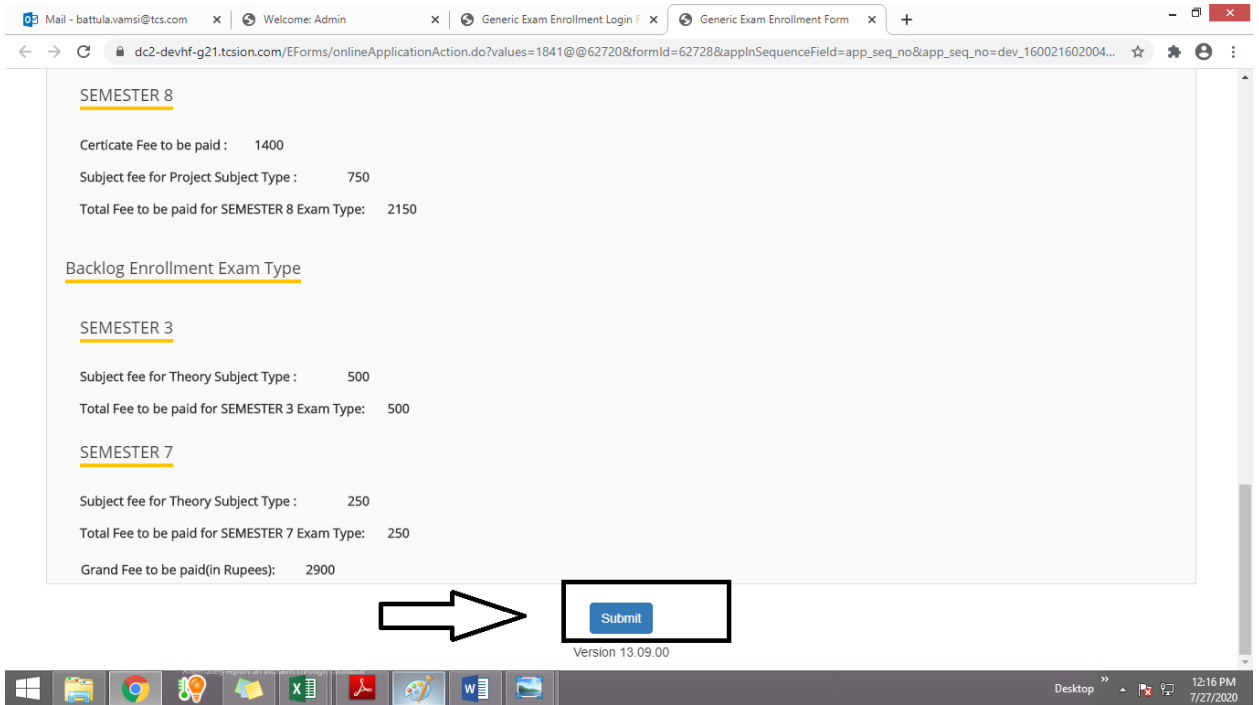 Mail - battula.vamsi@tcs.com
Welcome: Admin
Generic Exam Enrollment Login F
Generic Exam Enrollment Form
dc2-devhf-g21.tcsion.com/EForms/onlineApplicationAction.do?values=1841@@62720&formId=62728&appInSequenceField=app_seq_no&app_seq_no=dev_160021602004...
SEMESTER 8
Certicate Fee to be paid : 1400
Subject fee for Project Subject Type : 750
Total Fee to be paid for SEMESTER 8 Exam Type: 2150
Backlog Enrollment Exam Type
SEMESTER 3
Subject fee for Theory Subject Type : 500
Total Fee to be paid for SEMESTER 3 Exam Type: 500
SEMESTER 7
Subject fee for Theory Subject Type : 250
Total Fee to be paid for SEMESTER 7 Exam Type: 250
Grand Fee to be paid(in Rupees): 2900
Submit
Version 13.09.00
Desktop
12:16 PM
7/27/2020